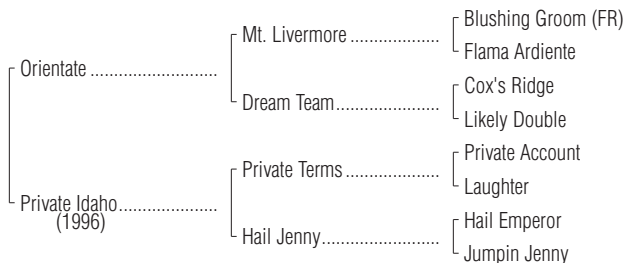 Blushing Groom (FR)
Mt. Livermore ....................
Flama Ardiente
Orientate ............................
Cox's Ridge
Dream Team.......................
Likely Double
Private Account
Private Terms .....................
Laughter
Private Idaho......................
(1996)
Hail Emperor
Hail Jenny..........................
Jumpin Jenny